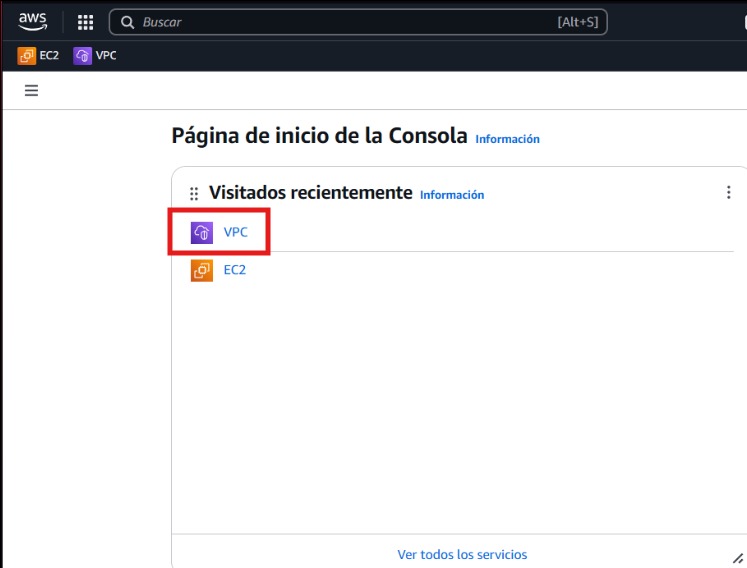 aws
Buscar [Alt+S]
EC2 VPC
Página de inicio de la Consola Información
Visitados recientemente Información
VPC
EC2
Ver todos los servicios